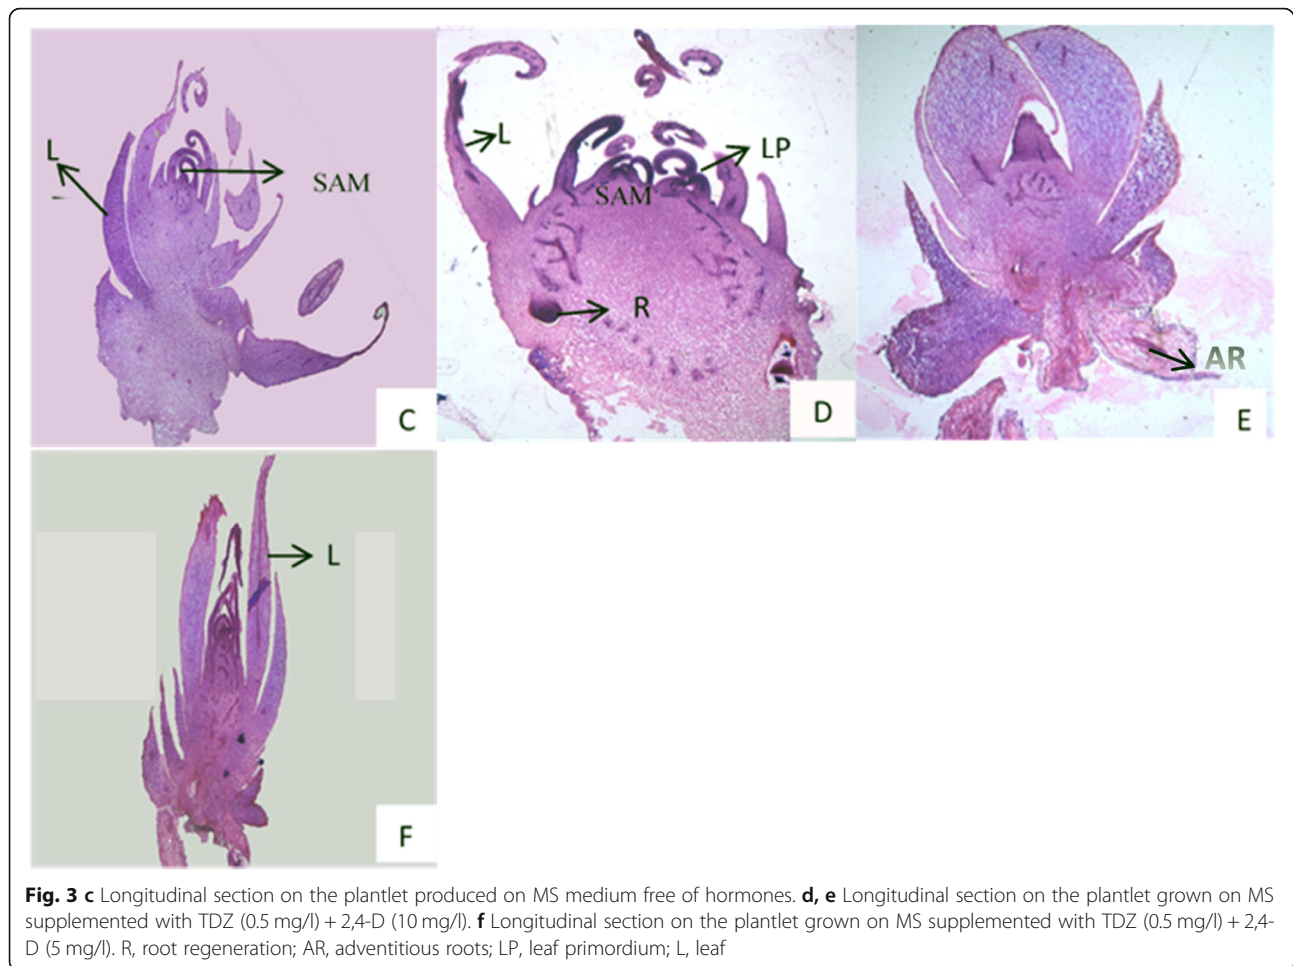 L
SAM
C
L
LP
SAM
R
D
AR
E
L
F
Fig. 3 c Longitudinal section on the plantlet produced on MS medium free of hormones. d, e Longitudinal section on the plantlet grown on MS
supplemented with TDZ (0.5 mg/l) + 2,4-D (10 mg/l). f Longitudinal section on the plantlet grown on MS supplemented with TDZ (0.5 mg/l) + 2,4-
D (5 mg/l). R, root regeneration; AR, adventitious roots; LP, leaf primordium; L, leaf